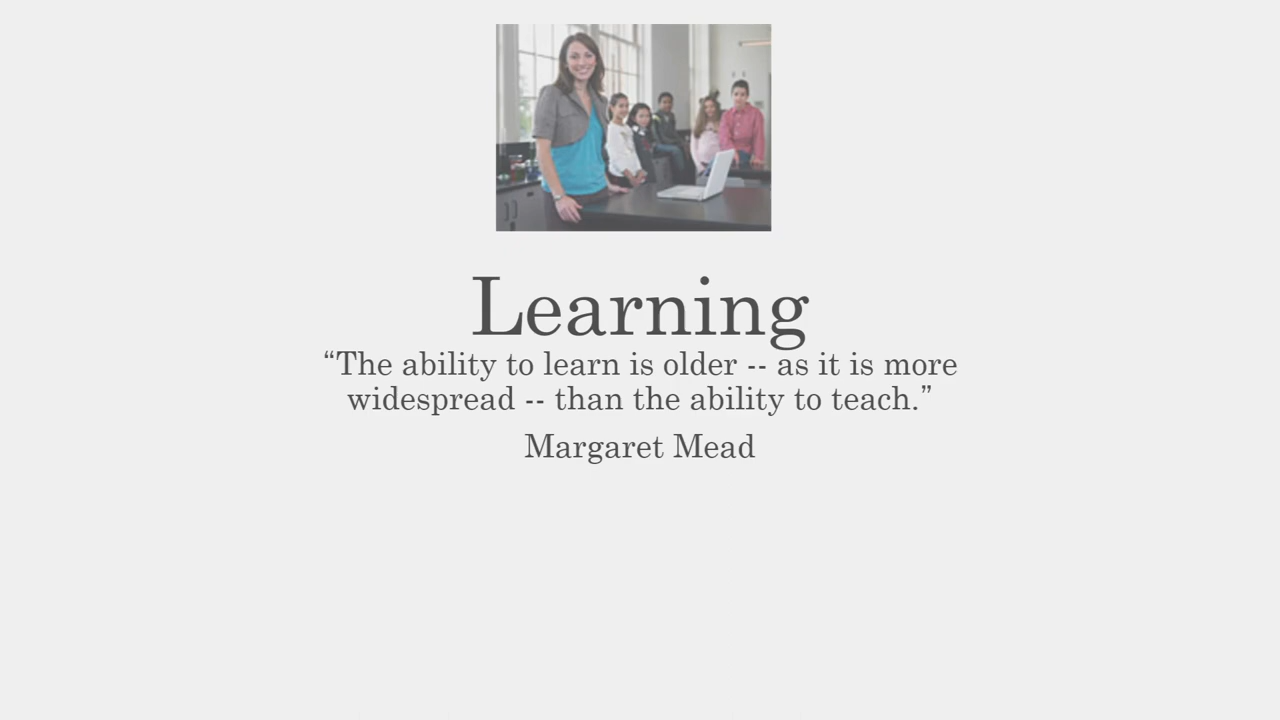 Learning
“The ability to learn is older -- as it is more
widespread -- than the ability to teach.”
Margaret Mead